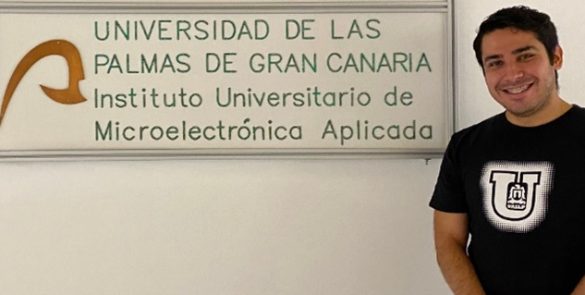 UNIVERSIDAD DE LAS
PALMAS DE GRAN CANARIA
Instituto Universitario de
Microelectrónica Aplicada
U